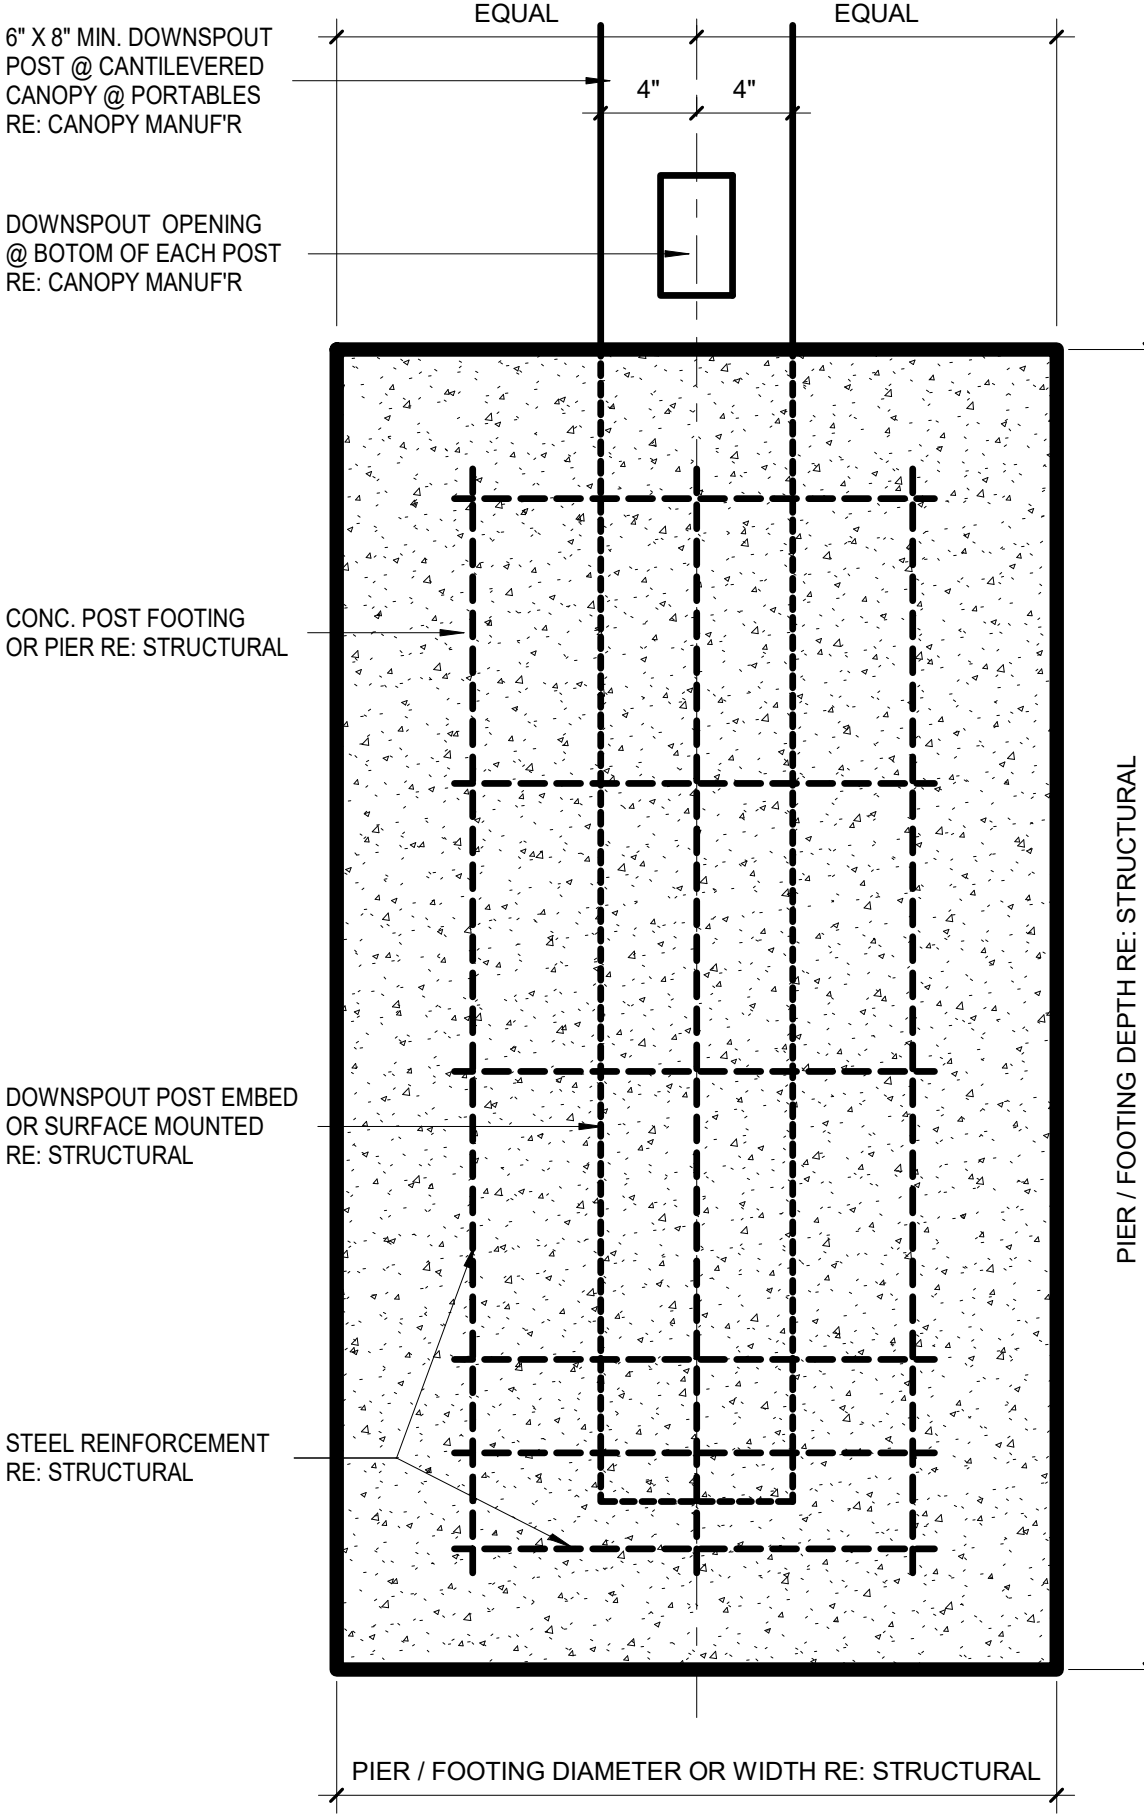 EQUAL
EQUAL
6" X 8" MIN. DOWNSPOUT
POST @ CANTILEVERED
CANOPY @ PORTABLES
RE: CANOPY MANUF'R
4"
4"
DOWNSPOUT OPENING
@ BOTOM OF EACH POST
RE: CANOPY MANUF'R
CONC. POST FOOTING
OR PIER RE: STRUCTURAL
PIER / FOOTING DEPTH RE: STRUCTURAL
DOWNSPOUT POST EMBED
OR SURFACE MOUNTED
RE: STRUCTURAL
STEEL REINFORCEMENT
RE: STRUCTURAL
PIER / FOOTING DIAMETER OR WIDTH RE: STRUCTURAL